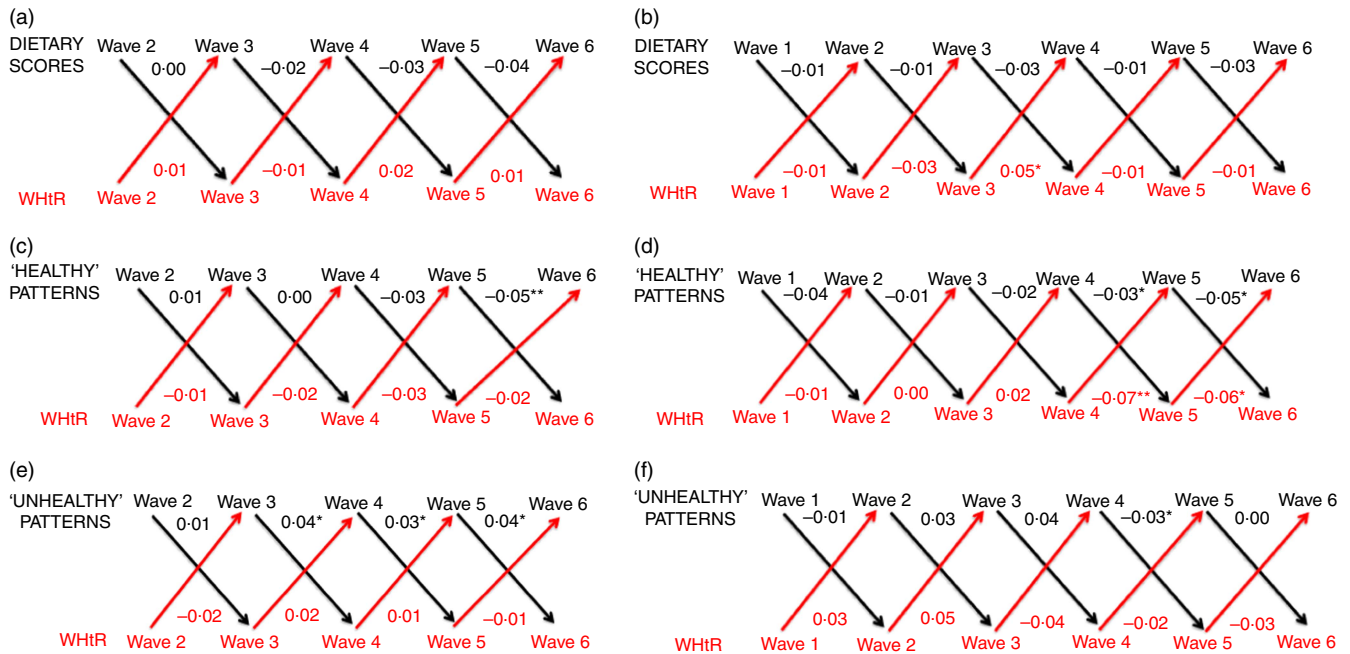 (a)
DIETARY SCORES
Wave 2 Wave 3 Wave 4 Wave 5 Wave 6
0·00 −0·02 −0·03 −0·04
0·01 −0·01 0·02 0·01
WHtR Wave 2 Wave 3 Wave 4 Wave 5 Wave 6
(b)
DIETARY SCORES
Wave 1 Wave 2 Wave 3 Wave 4 Wave 5 Wave 6
−0·01 −0·01 −0·03 −0·01 −0·03
−0·01 −0·03 0·05* −0·01 −0·01
WHtR Wave 1 Wave 2 Wave 3 Wave 4 Wave 5 Wave 6
(c)
'HEALTHY' PATTERNS
Wave 2 Wave 3 Wave 4 Wave 5 Wave 6
0·01 0·00 −0·03 −0·05**
−0·01 −0·02 −0·03 −0·02
WHtR Wave 2 Wave 3 Wave 4 Wave 5 Wave 6
(d)
'HEALTHY' PATTERNS
Wave 1 Wave 2 Wave 3 Wave 4 Wave 5 Wave 6
−0·04 −0·01 −0·02 −0·03* −0·05*
−0·01 0·00 0·02 −0·07** −0·06*
WHtR Wave 1 Wave 2 Wave 3 Wave 4 Wave 5 Wave 6
(e)
'UNHEALTHY' PATTERNS
Wave 2 Wave 3 Wave 4 Wave 5 Wave 6
0·01 0·04* 0·03* 0·04*
−0·02 0·02 0·01 −0·01
WHtR Wave 2 Wave 3 Wave 4 Wave 5 Wave 6
(f)
'UNHEALTHY' PATTERNS
Wave 1 Wave 2 Wave 3 Wave 4 Wave 5 Wave 6
−0·01 0·03 0·04 −0·03* 0·00
0·03 0·05 −0·04 −0·02 −0·03
WHtR Wave 1 Wave 2 Wave 3 Wave 4 Wave 5 Wave 6